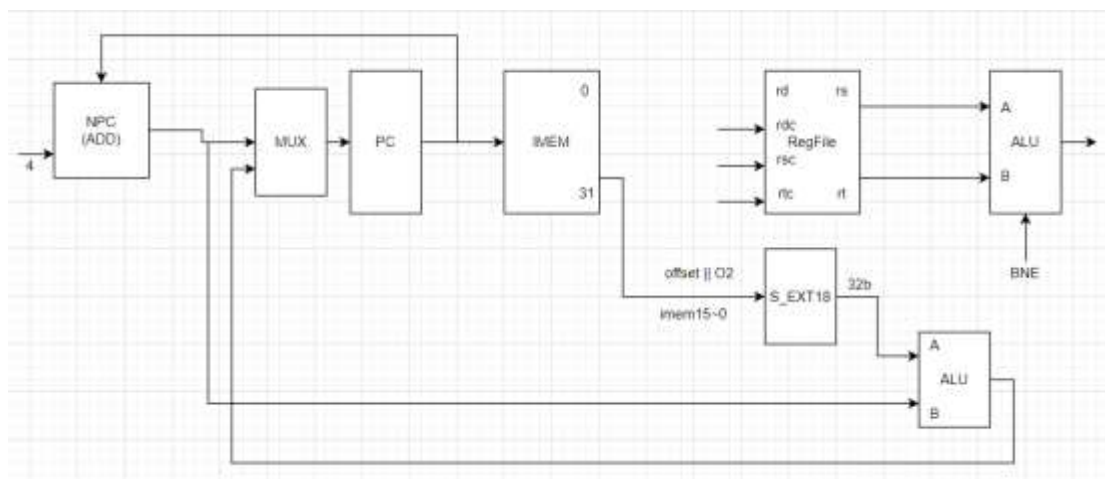 NPC
(ADD)
4
MUX
PC
0
IMEM
31
rd
rs
rdc
RegFile
rsc
rtc
rt
A
ALU
B
BNE
offset || O2
imem15~0
S_EXT18
32b
A
ALU
B